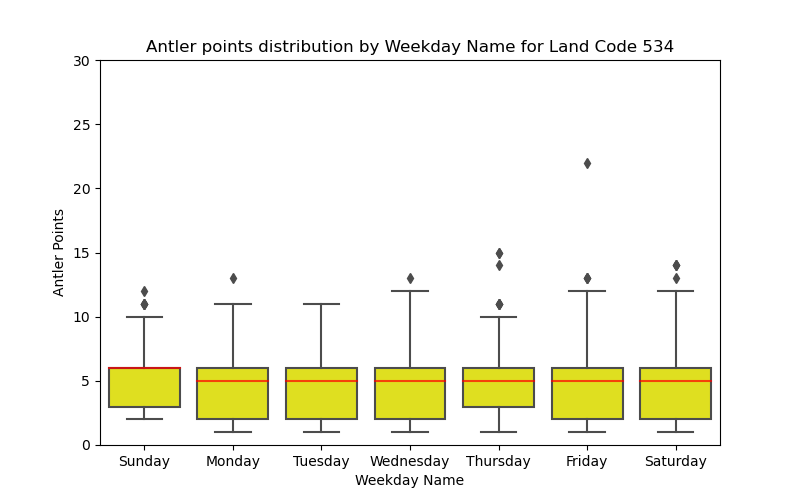 Antler points distribution by Weekday Name for Land Code 534
30
25
20
15
10
5
0
Antler Points
Sunday Monday Tuesday Wednesday Thursday Friday Saturday
Weekday Name